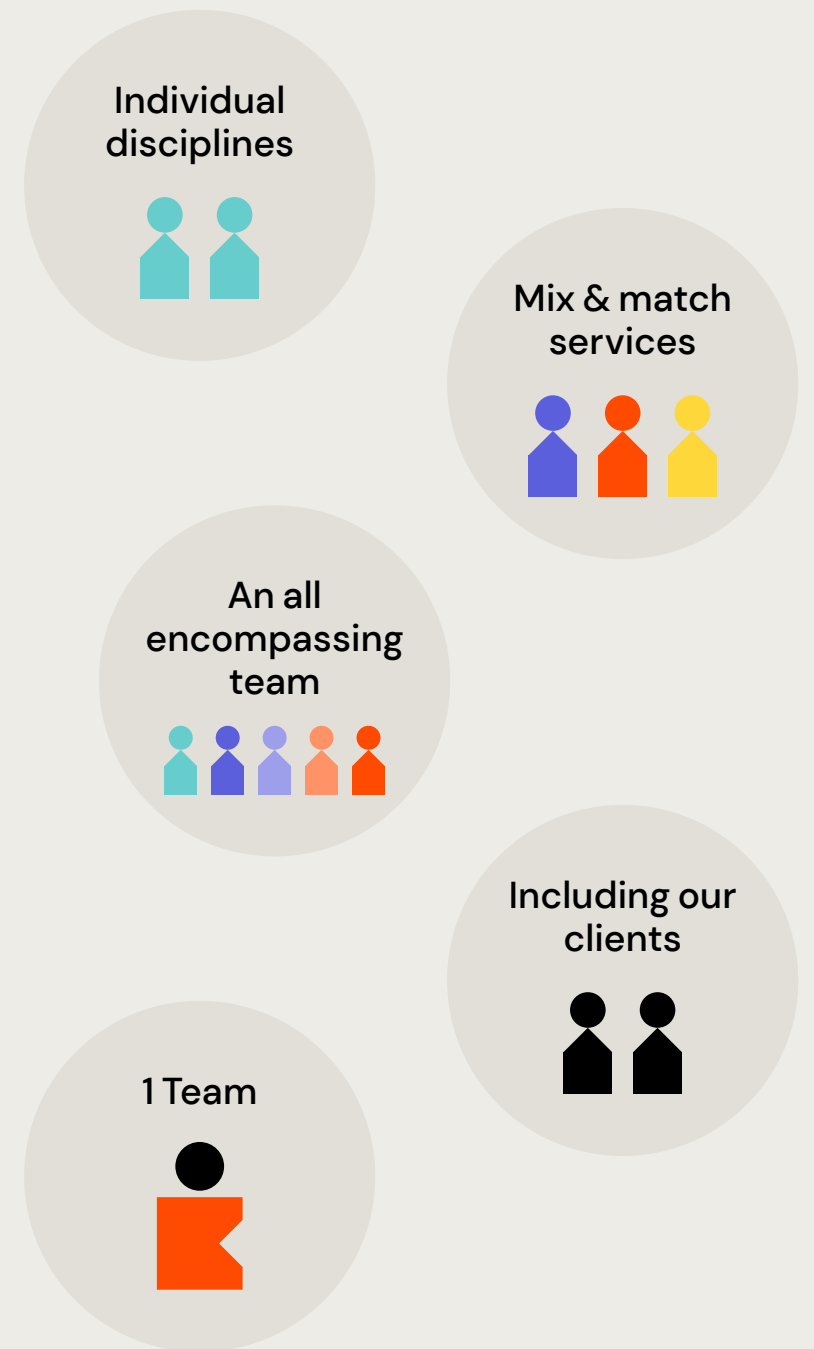 Individual
disciplines
Mix & match
services
An all
encompassing
team
Including our
clients
1 Team